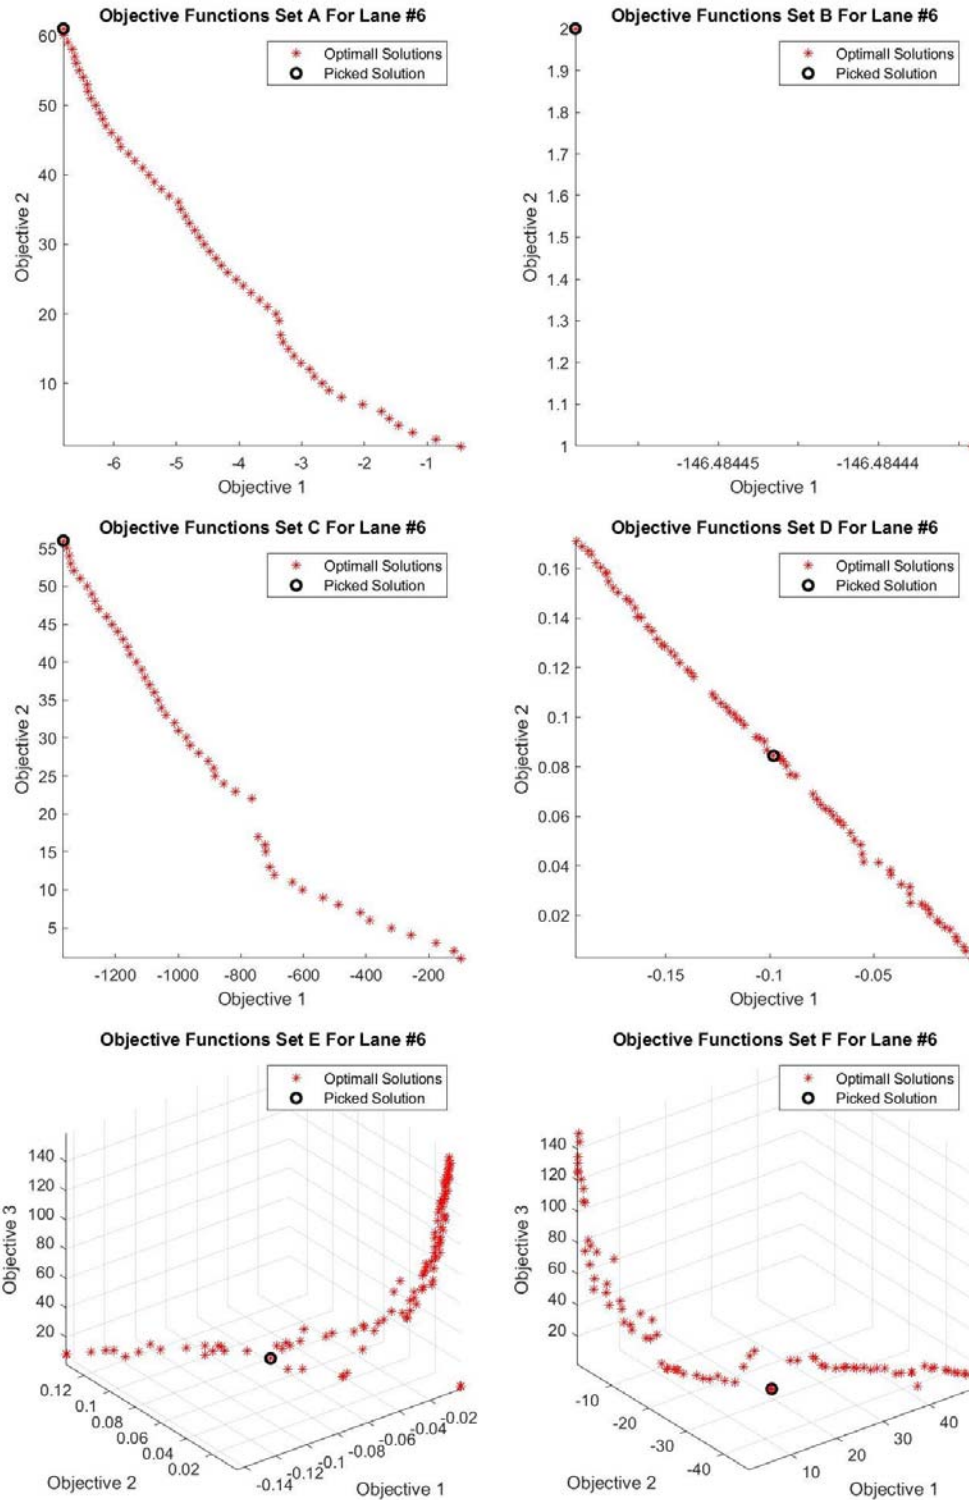 Objective Functions Set A For Lane #6
Optimall Solutions
Picked Solution
60
50
40
30
20
10
Objective 2
-6 -5 -4 -3 -2 -1
Objective 1
Objective Functions Set B For Lane #6
Optimall Solutions
Picked Solution
2
1.9
1.8
1.7
1.6
1.5
1.4
1.3
1.2
1.1
1
Objective 2
-146.48445 -146.48444
Objective 1
Objective Functions Set C For Lane #6
Optimall Solutions
Picked Solution
55
50
45
40
35
30
25
20
15
10
5
Objective 2
-1200 -1000 -800 -600 -400 -200
Objective 1
Objective Functions Set D For Lane #6
Optimall Solutions
Picked Solution
0.16
0.14
0.12
0.1
0.08
0.06
0.04
0.02
Objective 2
-0.15 -0.1 -0.05
Objective 1
Objective Functions Set E For Lane #6
Optimall Solutions
Picked Solution
140
120
100
80
60
40
20
Objective 3
0.12
0.1
0.08
0.06
0.04
0.02
Objective 2
-0.14
-0.12
-0.1
-0.08
-0.06
-0.04
-0.02
Objective 1
Objective Functions Set F For Lane #6
Optimall Solutions
Picked Solution
140
120
100
80
60
40
20
Objective 3
-10
-20
-30
-40
Objective 2
10
20
30
40
Objective 1